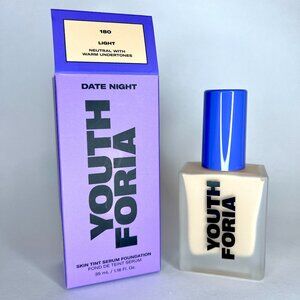 180
LIGHT
NEUTRAL WITH
WARM UNDERTONES
DATE NIGHT
YOUTH
FORIA
SKIN TINT SERUM FOUNDATION
FOND DE TEINT SÉRUM
35 mL / 1.18 Fl. Oz.
YOUTH
FORIA